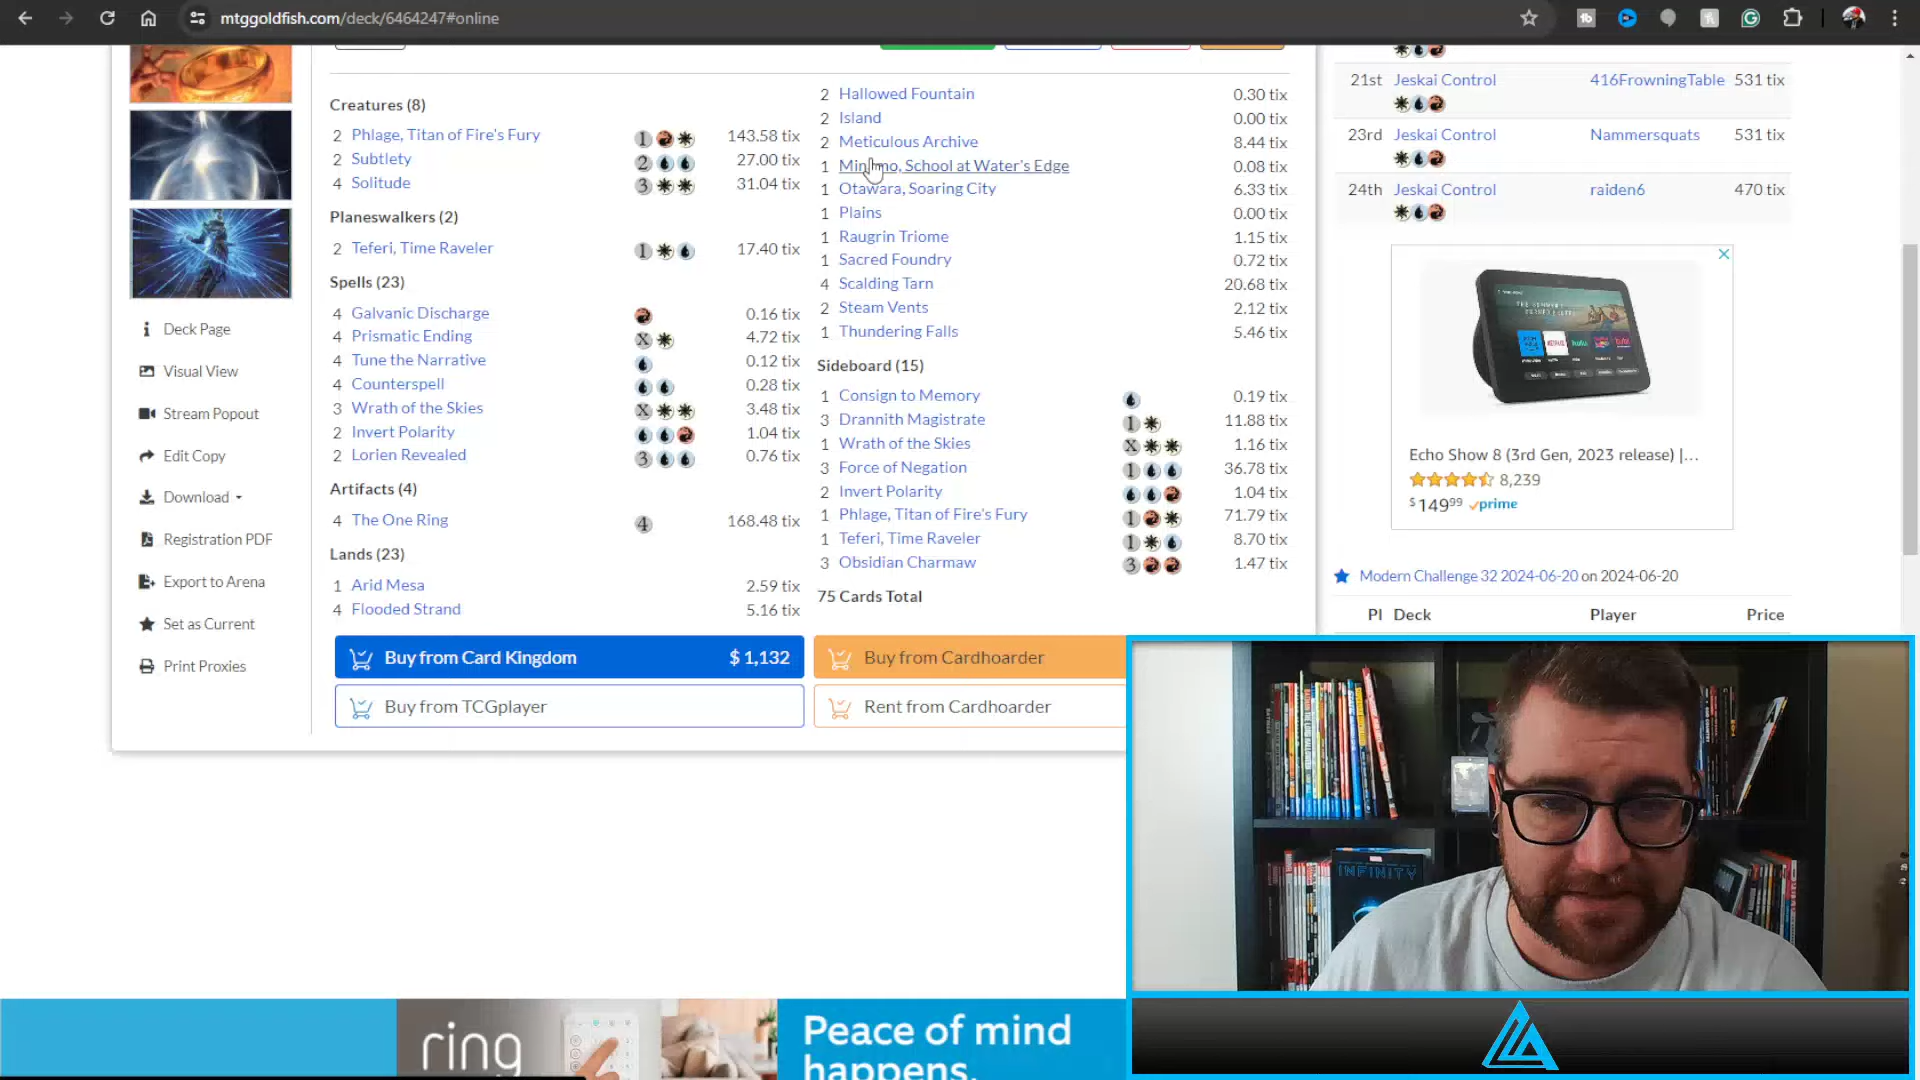 mtggoldfish.com/deck/6464247#online
Creatures (8)
2 Phlage, Titan of Fire's Fury 1 143.58 tix
2 Subtlety 2 27.00 tix
4 Solitude 3 31.04 tix
Planeswalkers (2)
2 Teferi, Time Raveler 1 17.40 tix
Spells (23)
4 Galvanic Discharge 0.16 tix
4 Prismatic Ending X 4.72 tix
4 Tune the Narrative 0.12 tix
4 Counterspell 0.28 tix
3 Wrath of the Skies X 3.48 tix
2 Invert Polarity 1.04 tix
2 Lorien Revealed 3 0.76 tix
Artifacts (4)
4 The One Ring 4 168.48 tix
Lands (23)
1 Arid Mesa 2.59 tix
4 Flooded Strand 5.16 tix
2 Hallowed Fountain 0.30 tix
2 Island 0.00 tix
2 Meticulous Archive 8.44 tix
1 School at Water's Edge 0.08 tix
1 Otawara, Soaring City 6.33 tix
1 Plains 0.00 tix
1 Raugrin Triome 1.15 tix
1 Sacred Foundry 0.72 tix
4 Scalding Tarn 20.68 tix
2 Steam Vents 2.12 tix
1 Thundering Falls 5.46 tix
Sideboard (15)
1 Consign to Memory 0.19 tix
3 Drannith Magistrate 1 11.88 tix
1 Wrath of the Skies X 1.16 tix
3 Force of Negation 1 36.78 tix
2 Invert Polarity 1.04 tix
1 Phlage, Titan of Fire's Fury 1 71.79 tix
1 Teferi, Time Raveler 1 8.70 tix
3 Obsidian Charmaw 3 1.47 tix
75 Cards Total
Deck Page
Visual View
Stream Popout
Edit Copy
Download
Registration PDF
Export to Arena
Set as Current
Print Proxies
Buy from Card Kingdom $ 1,132
Buy from Cardhoarder
Buy from TCGplayer
Rent from Cardhoarder
21st Jeskai Control 416FrowningTable 531 tix
23rd Jeskai Control Nammersquats 531 tix
24th Jeskai Control raiden6 470 tix
Echo Show 8 (3rd Gen, 2023 release) |...
8,239
$149.99 prime
Modern Challenge 32 2024-06-20 on 2024-06-20
Pl Deck Player Price
INFINITY
ring
Peace of mind
happens.